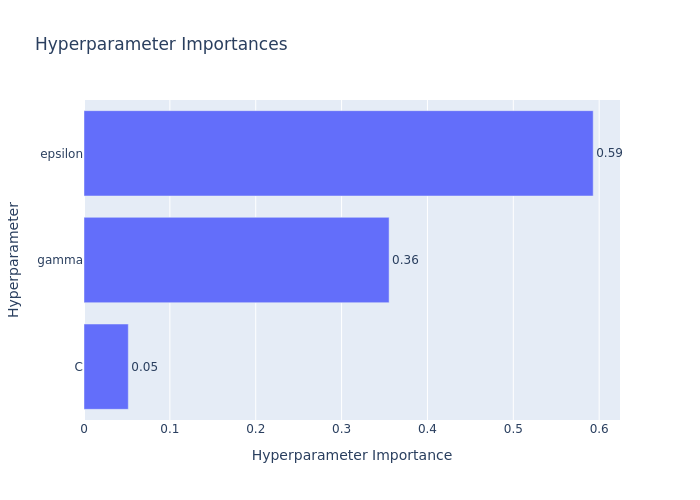 Hyperparameter Importances
Hyperparameter
epsilon
0.59
gamma
0.36
C
0.05
0 0.1 0.2 0.3 0.4 0.5 0.6
Hyperparameter Importance